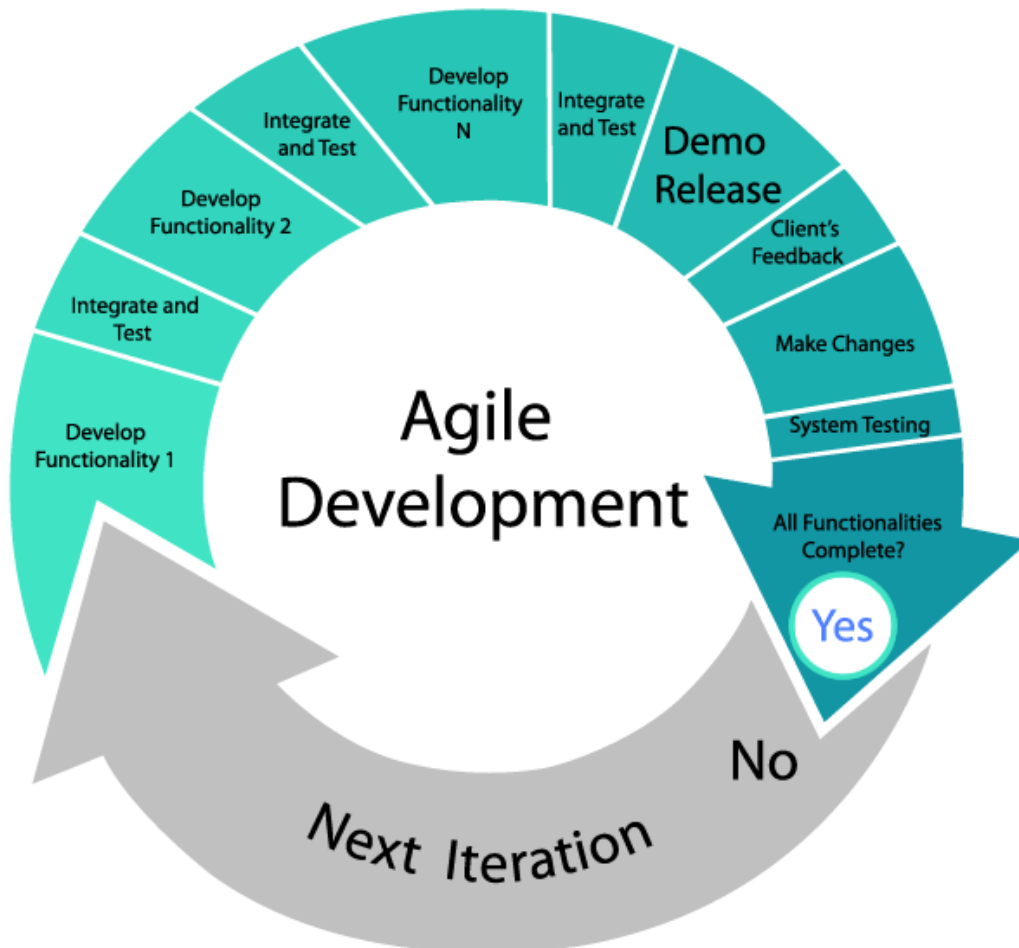 Develop
Functionality 1
Integrate and
Test
Develop
Functionality 2
Integrate
and Test
Develop
Functionality
N
Integrate
and Test
Demo
Release
Client's
Feedback
Make Changes
System Testing
All Functionalities
Complete?
Yes
No
Next Iteration
Agile
Development